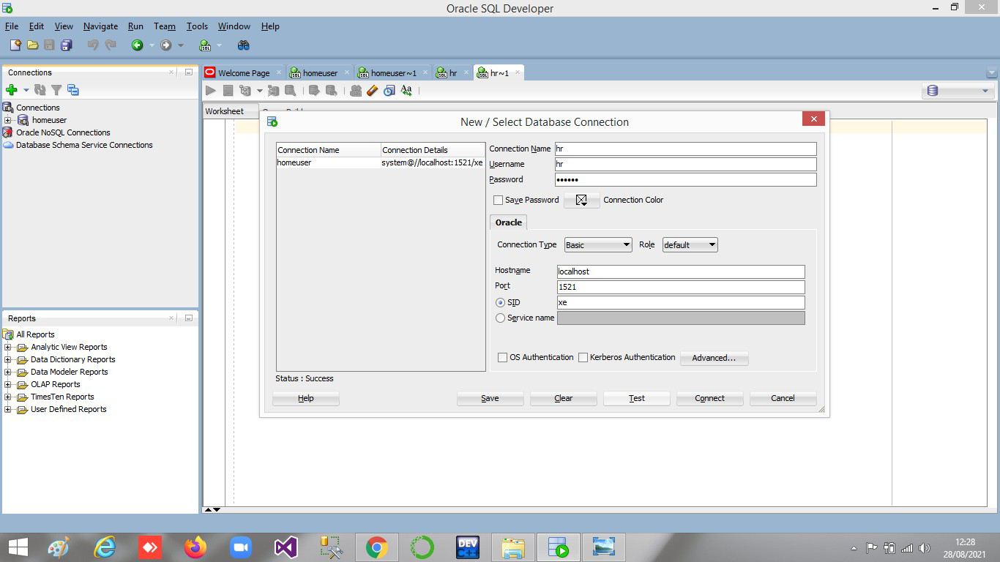 Oracle SQL Developer
File Edit View Navigate Run Team Tools Window Help
Connections
Connections
homeuser
Oracle NoSQL Connections
Database Schema Service Connections
Reports
All Reports
Analytic View Reports
Data Dictionary Reports
Data Modeler Reports
OLAP Reports
TimesTen Reports
User Defined Reports
Welcome Page homeuser homeuser~1 hr hr~1
Worksheet
New / Select Database Connection
Connection Name Connection Details
homeuser system@//localhost:1521/xe
Connection Name hr
Username hr
Password ••••••
Save Password Connection Color
Oracle
Connection Type Basic Role default
Hostname localhost
Port 1521
SID xe
Service name
OS Authentication Kerberos Authentication Advanced...
Status : Success
Help Save Clear Test Connect Cancel
DEV
C++
12:28
28/08/2021